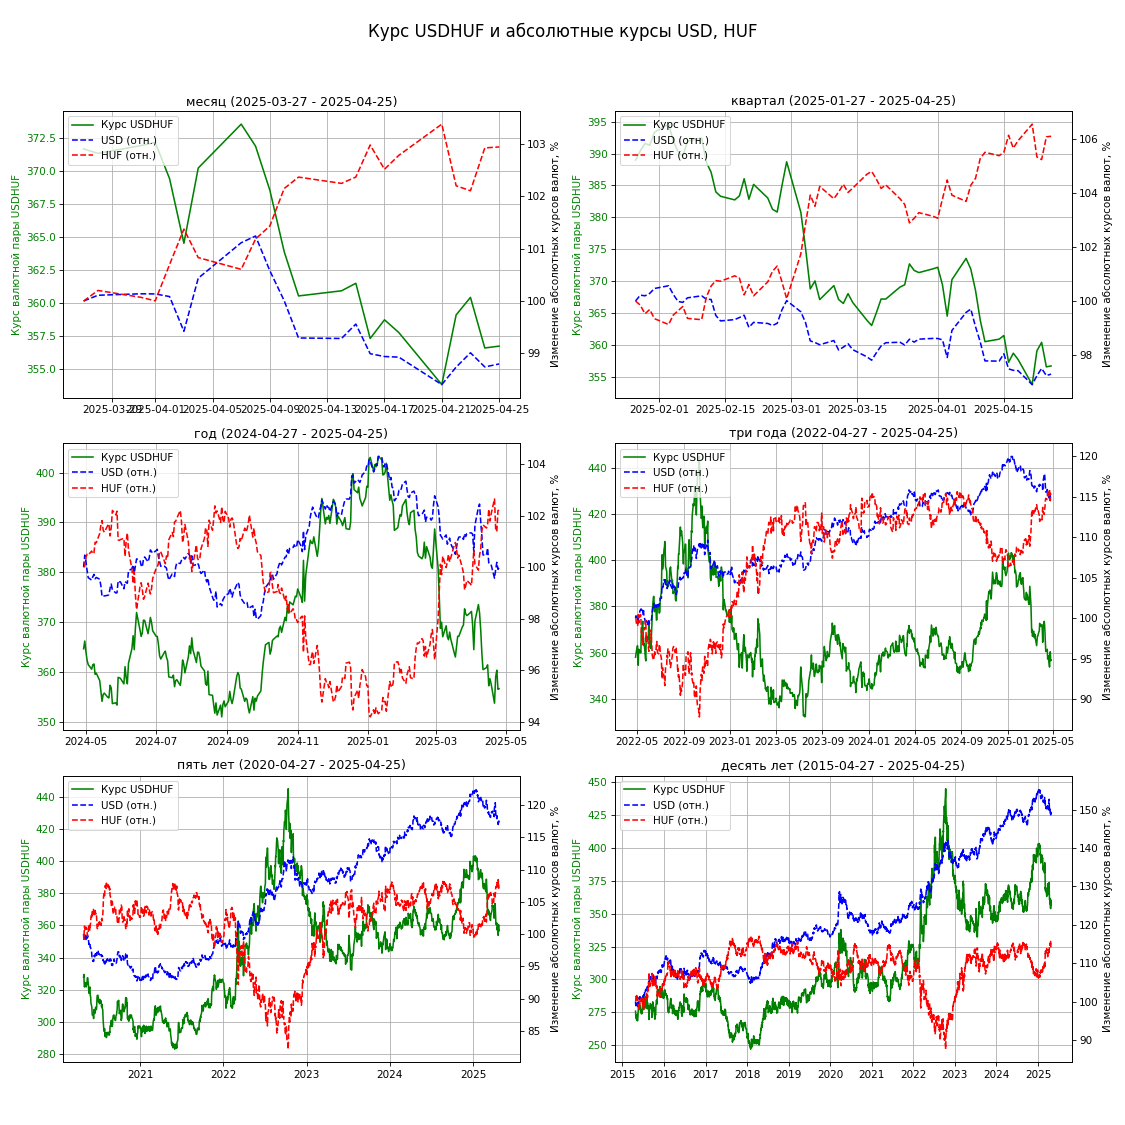 Курс USDHUF и абсолютные курсы USD, HUF
месяц (2025-03-27 - 2025-04-25)
Курс USDHUF
USD (отн.)
HUF (отн.)
Курс валютной пары USDHUF
372.5
370.0
367.5
365.0
362.5
360.0
357.5
355.0
103
102
101
100
99
Изменение абсолютных курсов валют, %
2025-03-29 2025-04-01 2025-04-05 2025-04-09 2025-04-13 2025-04-17 2025-04-21 2025-04-25
квартал (2025-01-27 - 2025-04-25)
Курс USDHUF
USD (отн.)
HUF (отн.)
Курс валютной пары USDHUF
395
390
385
380
375
370
365
360
355
106
104
102
100
98
Изменение абсолютных курсов валют, %
2025-02-01 2025-02-15 2025-03-01 2025-03-15 2025-04-01 2025-04-15
год (2024-04-27 - 2025-04-25)
Курс USDHUF
USD (отн.)
HUF (отн.)
Курс валютной пары USDHUF
400
390
380
370
360
350
104
102
100
98
96
94
Изменение абсолютных курсов валют, %
2024-05 2024-07 2024-09 2024-11 2025-01 2025-03 2025-05
три года (2022-04-27 - 2025-04-25)
Курс USDHUF
USD (отн.)
HUF (отн.)
Курс валютной пары USDHUF
440
420
400
380
360
340
120
115
110
105
100
95
90
Изменение абсолютных курсов валют, %
2022-05 2022-09 2023-01 2023-05 2023-09 2024-01 2024-05 2024-09 2025-01 2025-05
пять лет (2020-04-27 - 2025-04-25)
Курс USDHUF
USD (отн.)
HUF (отн.)
Курс валютной пары USDHUF
440
420
400
380
360
340
320
300
280
120
115
110
105
100
95
90
85
Изменение абсолютных курсов валют, %
2021 2022 2023 2024 2025
десять лет (2015-04-27 - 2025-04-25)
Курс USDHUF
USD (отн.)
HUF (отн.)
Курс валютной пары USDHUF
450
425
400
375
350
325
300
275
250
150
140
130
120
110
100
90
Изменение абсолютных курсов валют, %
2015 2016 2017 2018 2019 2020 2021 2022 2023 2024 2025